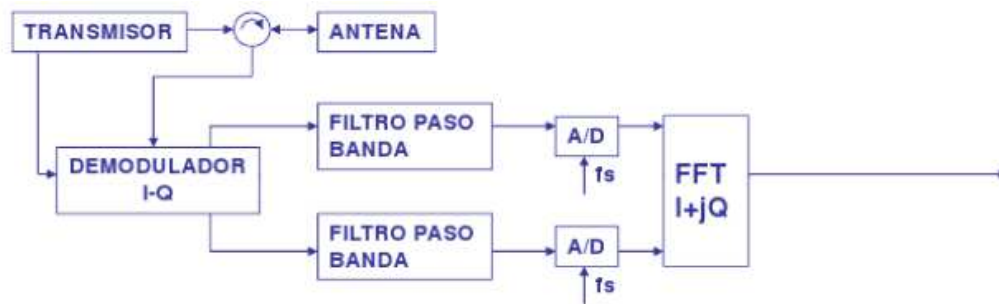 TRANSMISOR
ANTENA
FILTRO PASO
BANDA
A/D
fs
DEMODULADOR
I-Q
FFT
I+jQ
FILTRO PASO
BANDA
A/D
fs